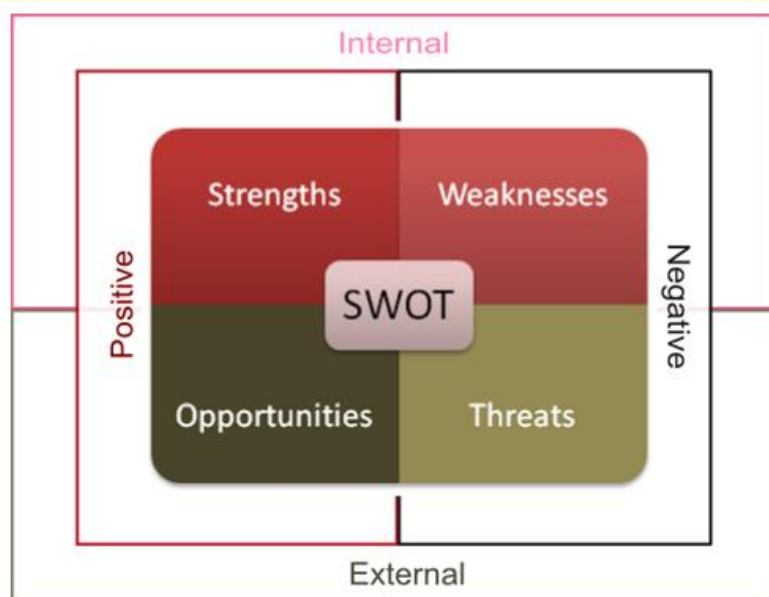 Internal
Strengths
Weaknesses
Positive
SWOT
Negative
Opportunities
Threats
External